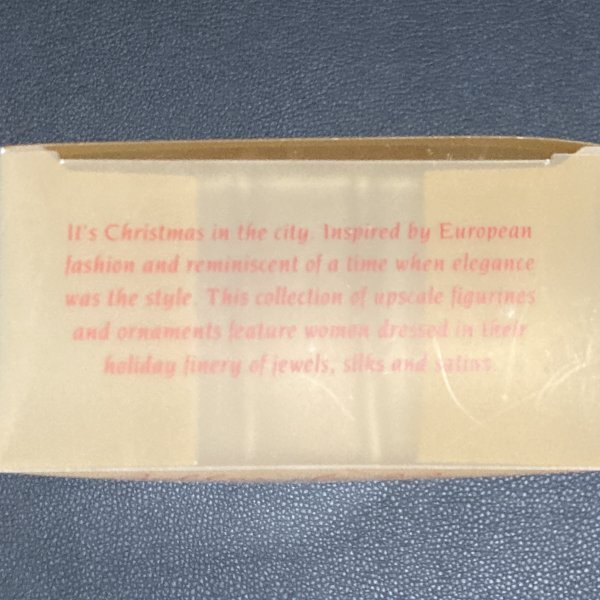 It's Christmas in the city. Inspired by European
fashion and reminiscent of a time when elegance
was the style. This collection of upscale figurines
and ornaments feature women dressed in their
holiday finery of jewels, silks and satins.